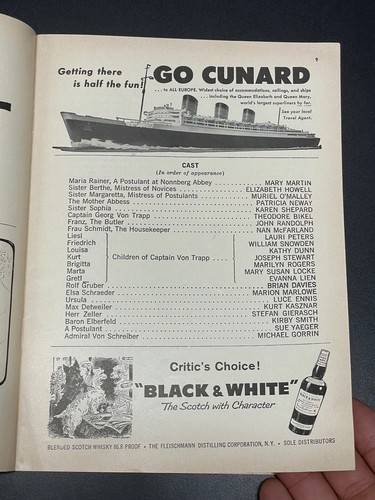 9
Getting there
is half the fun!
GO CUNARD
. . . to ALL EUROPE. Widest choice of accommodations, sailings, and ships
. . . including the Queen Elizabeth and Queen Mary,
world's largest superliners by far.
See your local
Travel Agent.
CAST
(In order of appearance)
Maria Rainer, A Postulant at Nonnberg Abbey MARY MARTIN
Sister Berthe, Mistress of Novices ELIZABETH HOWELL
Sister Margaretta, Mistress of Postulants MURIEL O'MALLEY
The Mother Abbess PATRICIA NEWAY
Sister Sophia KAREN SHEPARD
Captain Georg Von Trapp THEODORE BIKEL
Franz, The Butler JOHN RANDOLPH
Frau Schmidt, The Housekeeper NAN McFARLAND
Liesl LAURI PETERS
Friedrich WILLIAM SNOWDEN
Louisa KATHY DUNN
Kurt Children of Captain Von Trapp JOSEPH STEWART
Brigitta MARILYN ROGERS
Marta MARY SUSAN LOCKE
Gretl EVANNA LIEN
Rolf Gruber BRIAN DAVIES
Elsa Schraeder MARION MARLOWE
Ursula LUCE ENNIS
Max Detweiler KURT KASZNAR
Herr Zeller STEFAN GIERASCH
Baron Elberfeld KIRBY SMITH
A Postulant SUE YAEGER
Admiral Von Schreiber MICHAEL GORRIN
Critic's Choice!
"BLACK & WHITE"
The Scotch with Character
BLENDED SCOTCH WHISKY 86.8 PROOF • THE FLEISCHMANN DISTILLING CORPORATION, N.Y. • SOLE DISTRIBUTORS